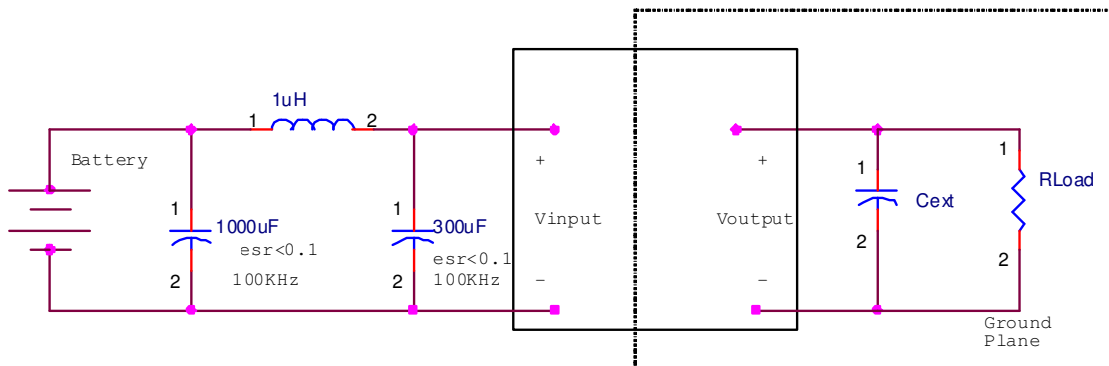 1uH
1
2
Battery
+
+
1
1
RLoad
Cext
1
1000uF
esr<0.1
100KHz
2
1
300uF
esr<0.1
100KHz
2
Vinput
Voutput
2
2
-
-
Ground
Plane